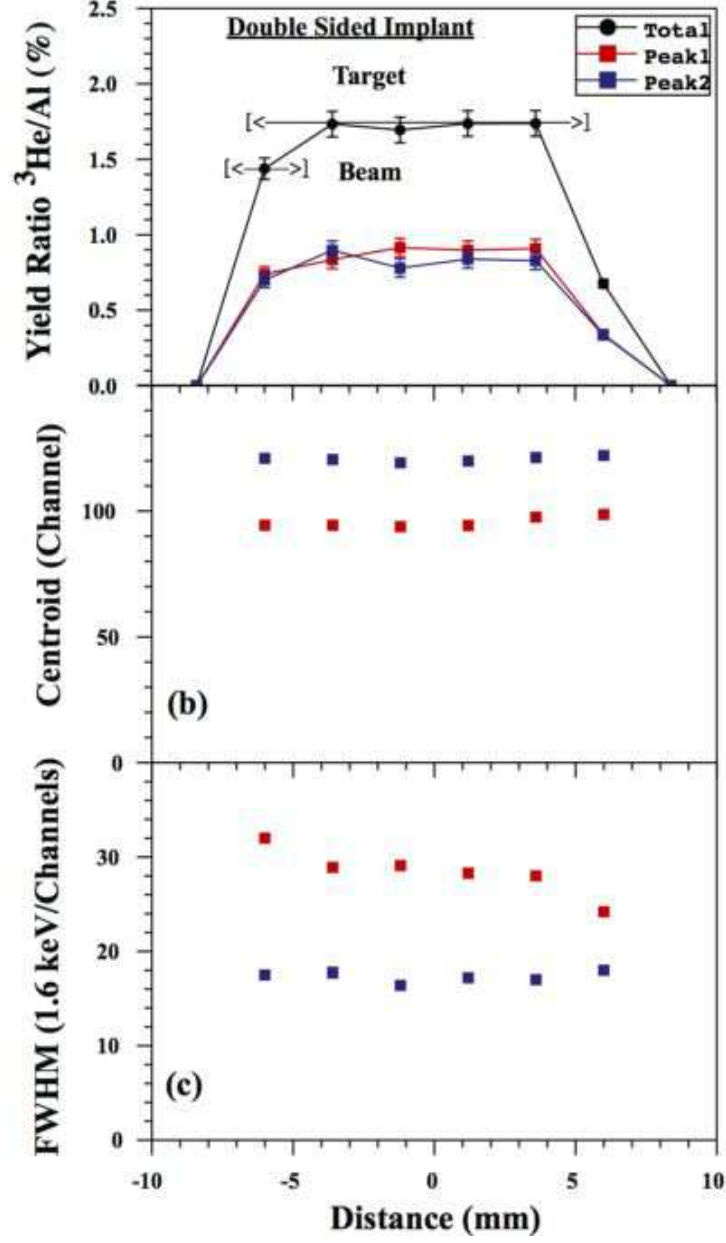 Double Sided Implant
Total
Peak1
Peak2
Target
Beam
Yield Ratio ³He/Al (%)
2.5
2.0
1.5
1.0
0.5
0.0
Centroid (Channel)
100
50
0
(b)
FWHM (1.6 keV/Channels)
30
20
10
0
(c)
-10 -5 0 5 10
Distance (mm)